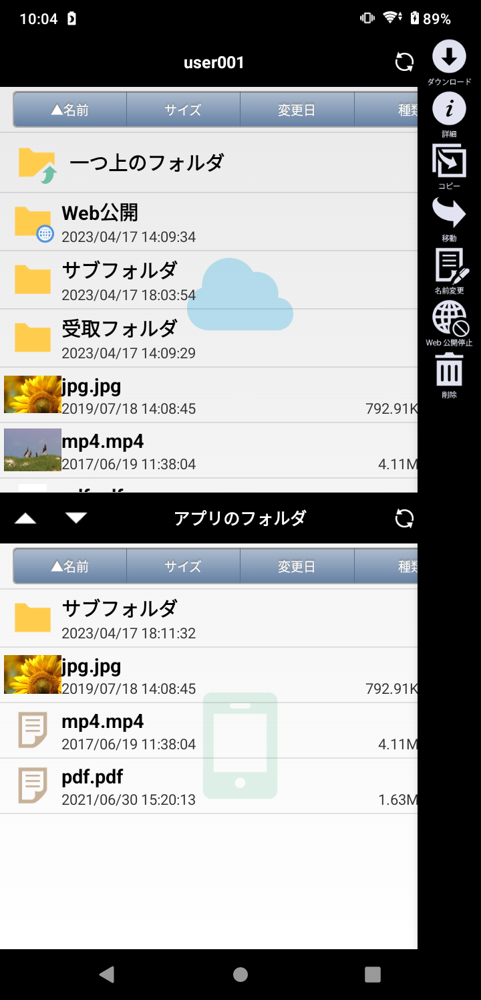 10:04
89%
user001
▲名前 サイズ 変更日 種類
一つ上のフォルダ
Web公開
2023/04/17 14:09:34
サブフォルダ
2023/04/17 18:03:54
受取フォルダ
2023/04/17 14:09:29
jpg.jpg
2019/07/18 14:08:45 792.91K
mp4.mp4
2017/06/19 11:38:04 4.11M
アプリのフォルダ
▲名前 サイズ 変更日 種類
サブフォルダ
2023/04/17 18:11:32
jpg.jpg
2019/07/18 14:08:45 792.91K
mp4.mp4
2017/06/19 11:38:04 4.11M
pdf.pdf
2021/06/30 15:20:13 1.63M
ダウンロード
詳細
コピー
移動
名前変更
Web 公開停止
削除